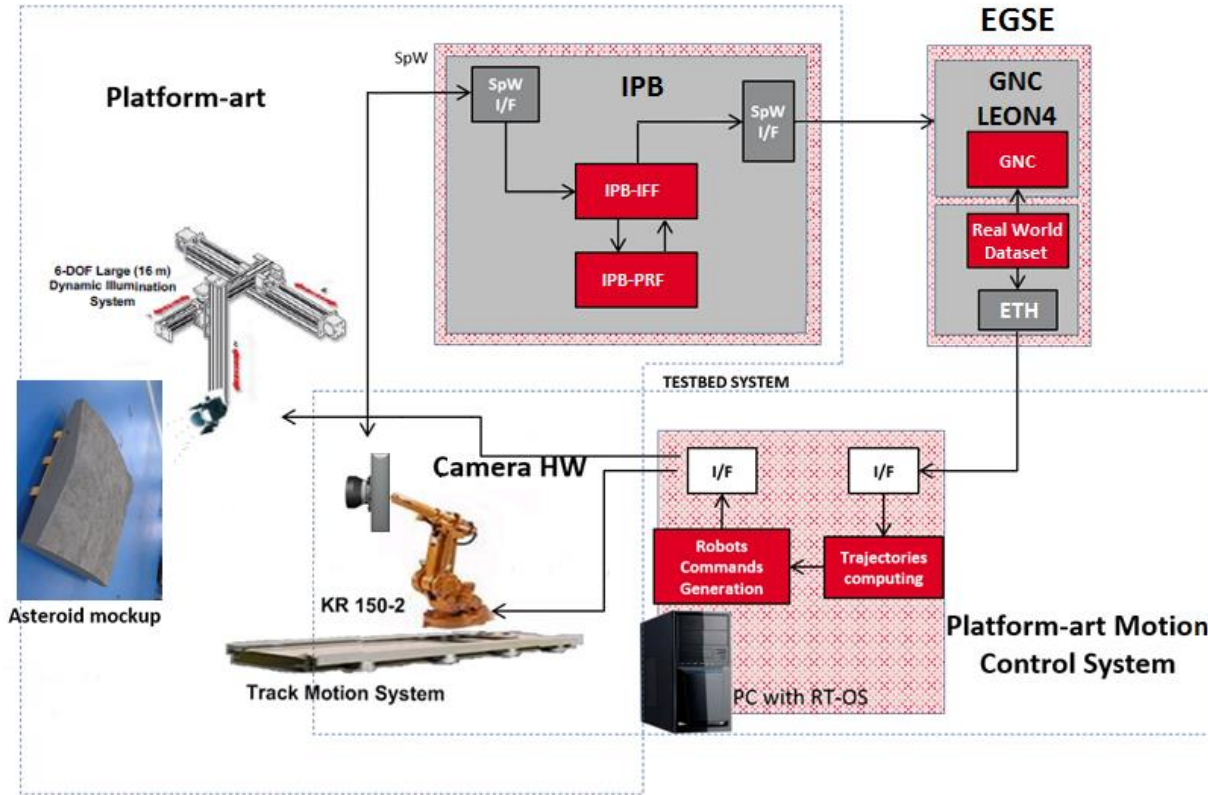 EGSE
Platform-art
SpW
SpW
I/F
IPB
SpW
I/F
IPB-IFF
IPB-PRF
GNC
LEON4
GNC
Real World
Dataset
ETH
6-DOF Large (16 m)
Dynamic Illumination
System
TESTBED SYSTEM
Asteroid mockup
Camera HW
KR 150-2
Track Motion System
I/F
I/F
Robots
Commands
Generation
Trajectories
computing
PC with RT-OS
Platform-art Motion
Control System